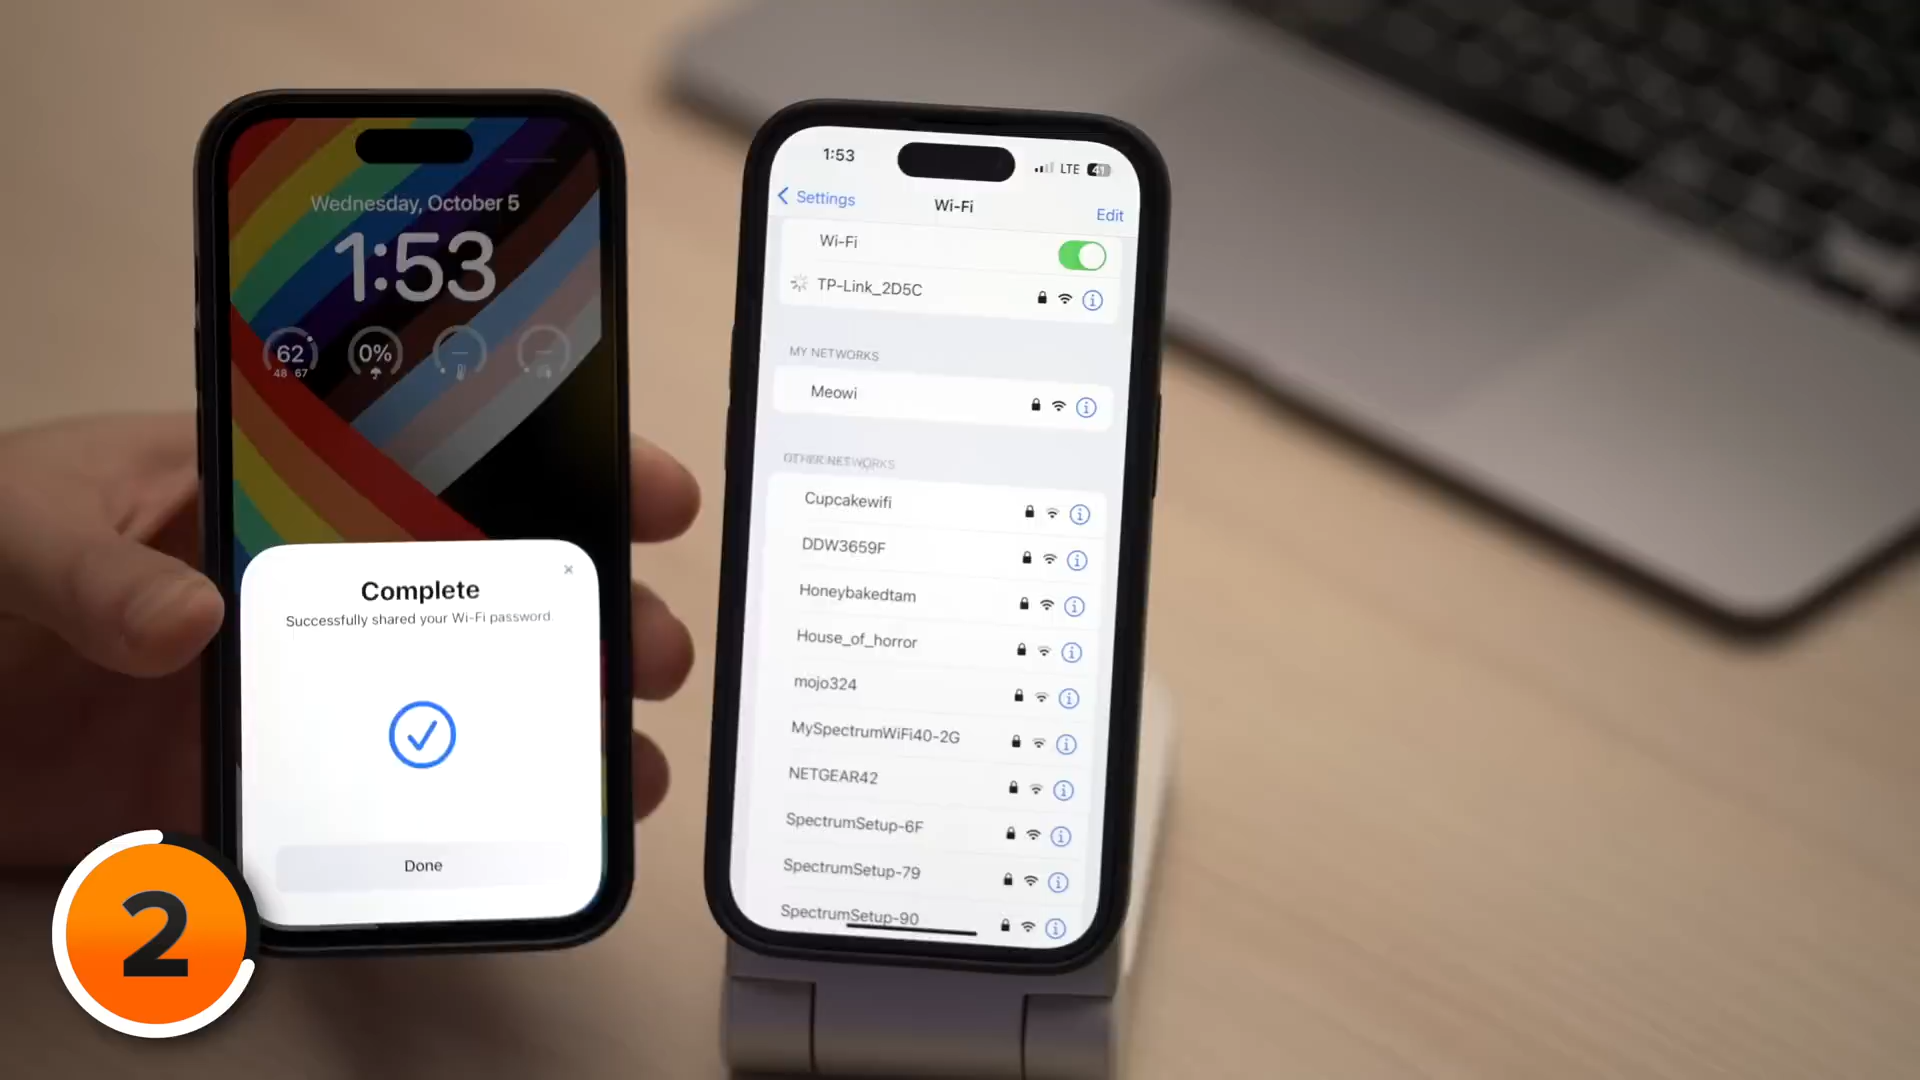 Wednesday, October 5
1:53
62
48 67
0%
Complete
Successfully shared your Wi-Fi password.
Done
2
1:53
LTE 41
Settings
Wi-Fi
Edit
Wi-Fi
TP-Link_2D5C
MY NETWORKS
Meowi
OTHER NETWORKS
Cupcakewifi
DDW3659F
Honeybakedtam
House_of_horror
mojo324
MySpectrumWiFi40-2G
NETGEAR42
SpectrumSetup-6F
SpectrumSetup-79
SpectrumSetup-90